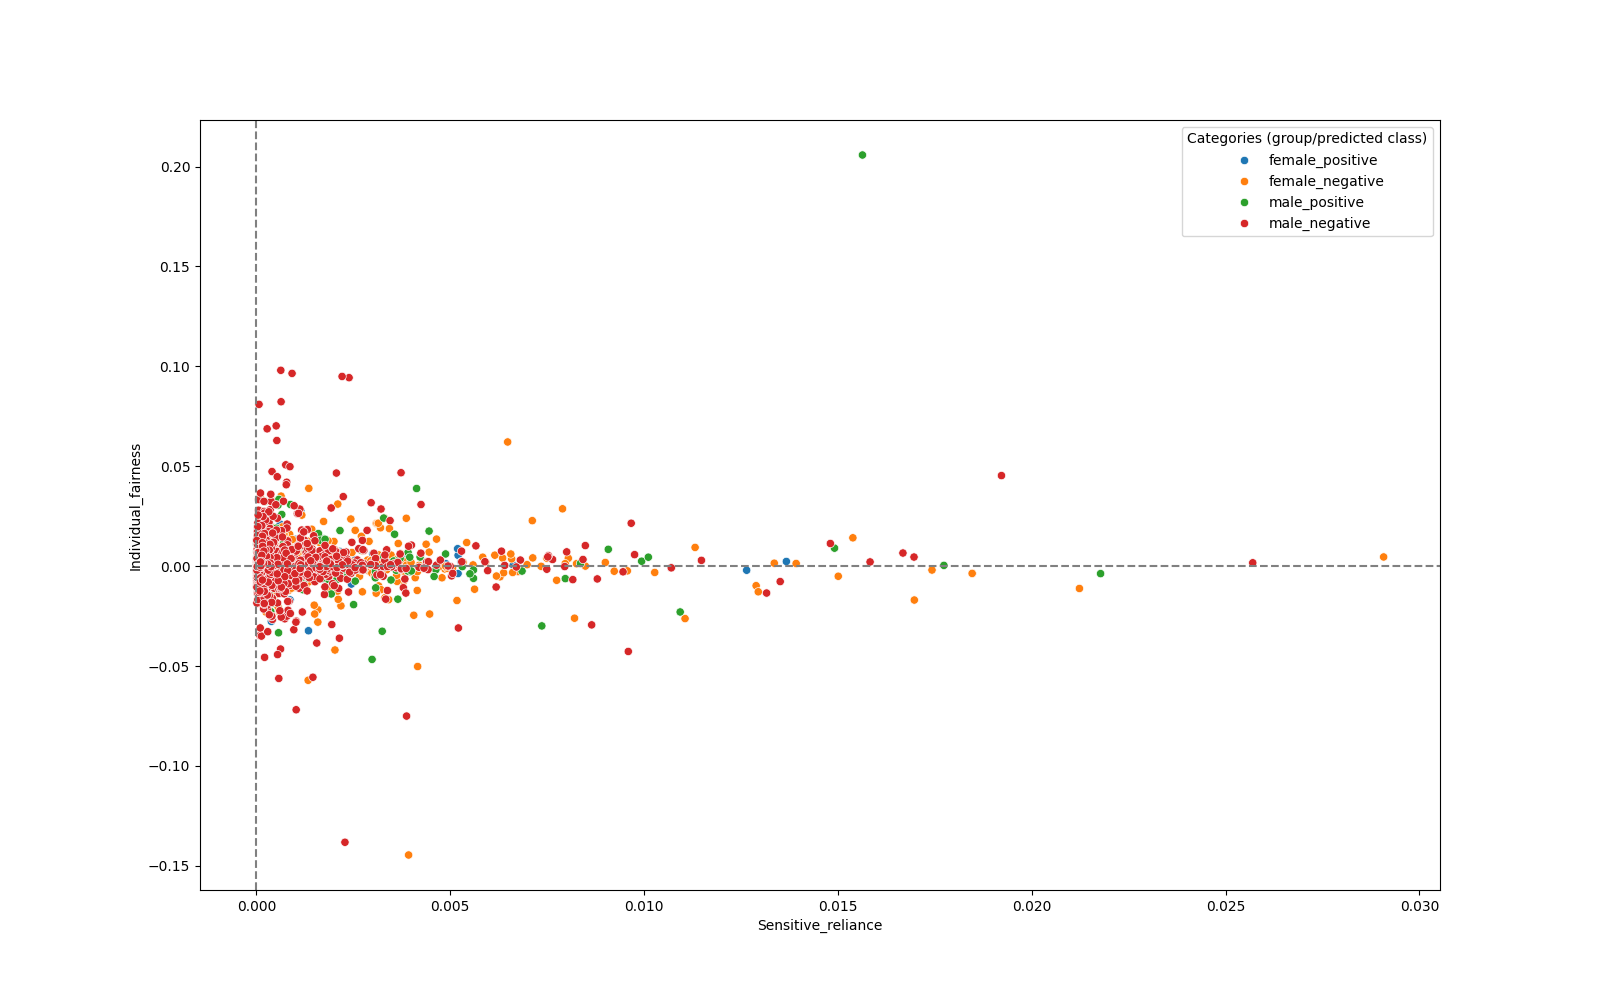 Categories (group/predicted class)
female_positive
female_negative
male_positive
male_negative
Individual_fairness
0.20
0.15
0.10
0.05
0.00
−0.05
−0.10
−0.15
0.000
0.005
0.010
0.015
0.020
0.025
0.030
Sensitive_reliance